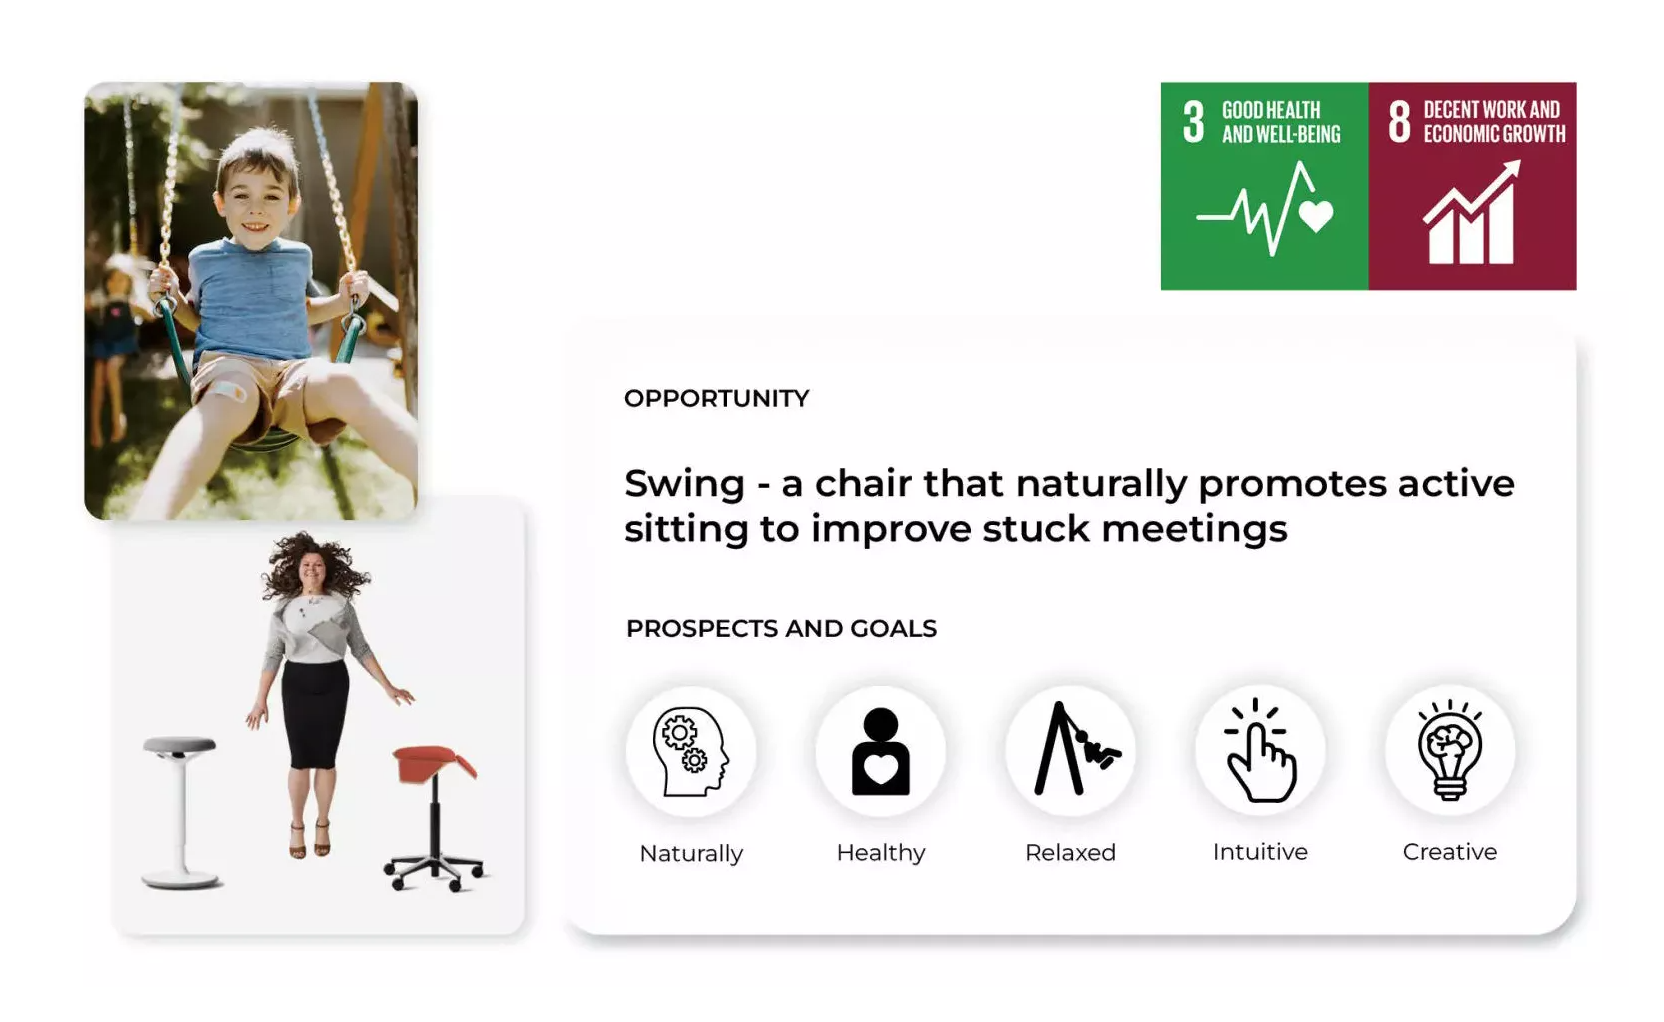 3 GOOD HEALTH
AND WELL-BEING
8 DECENT WORK AND
ECONOMIC GROWTH
OPPORTUNITY
Swing - a chair that naturally promotes active
sitting to improve stuck meetings
PROSPECTS AND GOALS
Naturally
Healthy
Relaxed
Intuitive
Creative